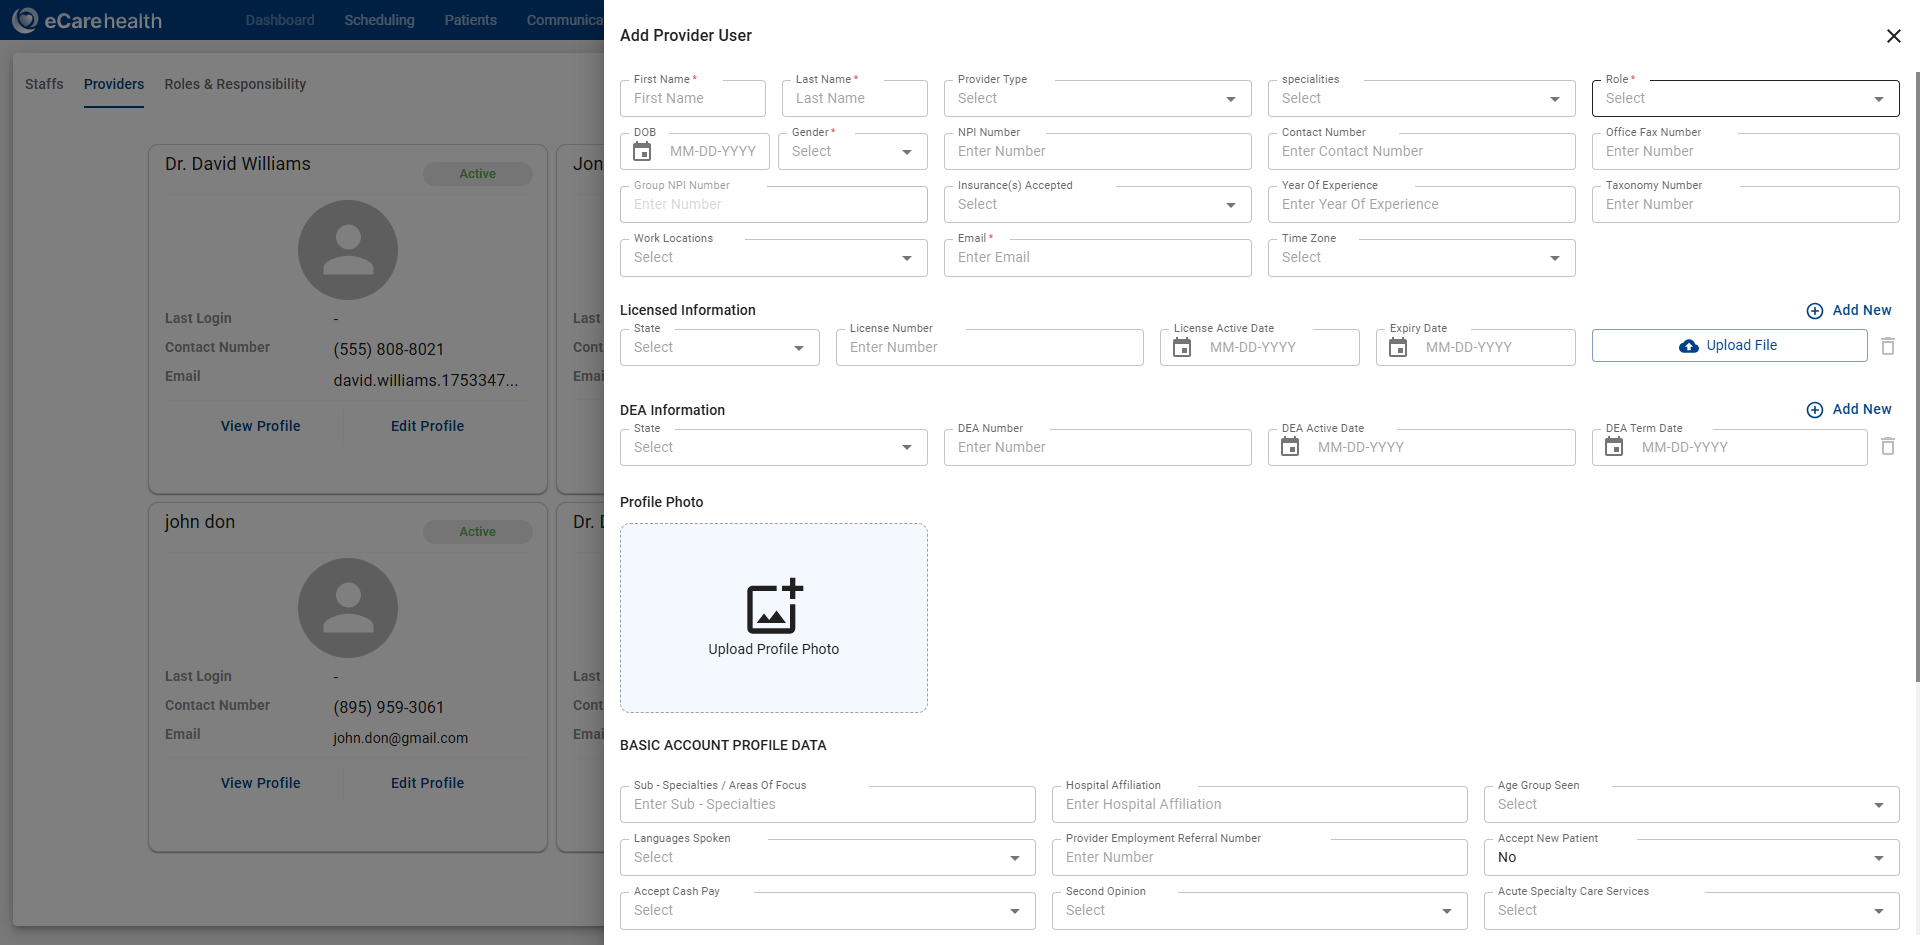 eCarehealth
Dashboard Scheduling Patients Communica
Staffs Providers Roles & Responsibility
Dr. David Williams
Active
Last Login -
Contact Number (555) 808-8021
Email david.williams.1753347...
View Profile Edit Profile
Jon
Last
Cont
Emai
john don
Active
Last Login -
Contact Number (895) 959-3061
Email john.don@gmail.com
View Profile Edit Profile
Dr. D
Last
Cont
Emai
Add Provider User
First Name * Last Name * Provider Type specialities Role *
First Name Last Name Select Select Select
DOB Gender * NPI Number Contact Number Office Fax Number
MM-DD-YYYY Select Enter Number Enter Contact Number Enter Number
Group NPI Number Insurance(s) Accepted Year Of Experience Taxonomy Number
Enter Number Select Enter Year Of Experience Enter Number
Work Locations Email * Time Zone
Select Enter Email Select
Licensed Information Add New
State License Number License Active Date Expiry Date
Select Enter Number MM-DD-YYYY MM-DD-YYYY Upload File
DEA Information Add New
State DEA Number DEA Active Date DEA Term Date
Select Enter Number MM-DD-YYYY MM-DD-YYYY
Profile Photo
Upload Profile Photo
BASIC ACCOUNT PROFILE DATA
Sub - Specialties / Areas Of Focus Hospital Affiliation Age Group Seen
Enter Sub - Specialties Enter Hospital Affiliation Select
Languages Spoken Provider Employment Referral Number Accept New Patient
Select Enter Number No
Accept Cash Pay Second Opinion Acute Specialty Care Services
Select Select Select